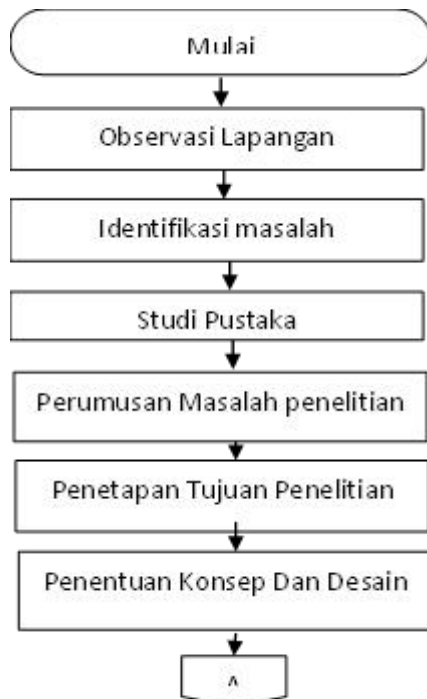 Mulai
Observasi Lapangan
Identifikasi masalah
Studi Pustaka
Perumusan Masalah penelitian
Penetapan Tujuan Penelitian
Penentuan Konsep Dan Desain
A